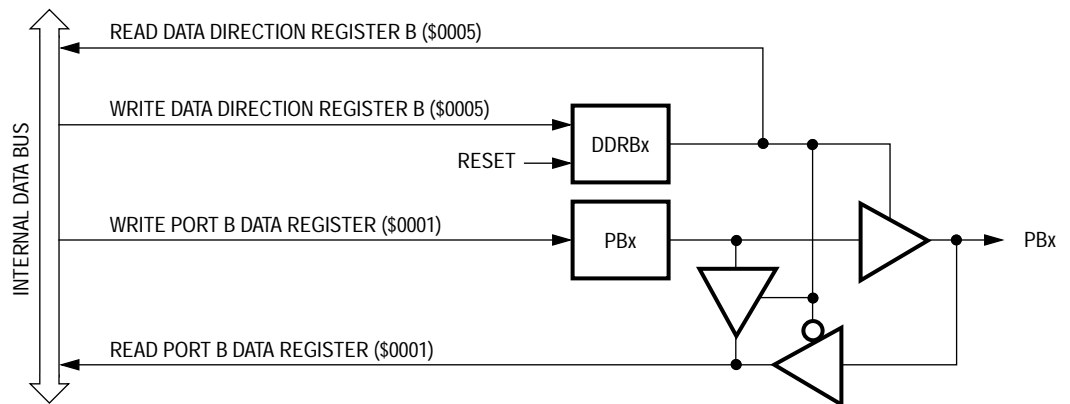 READ DATA DIRECTION REGISTER B ($0005)
WRITE DATA DIRECTION REGISTER B ($0005)
DDRBx
RESET
INTERNAL DATA BUS
WRITE PORT B DATA REGISTER ($0001)
PBx
PBx
READ PORT B DATA REGISTER ($0001)